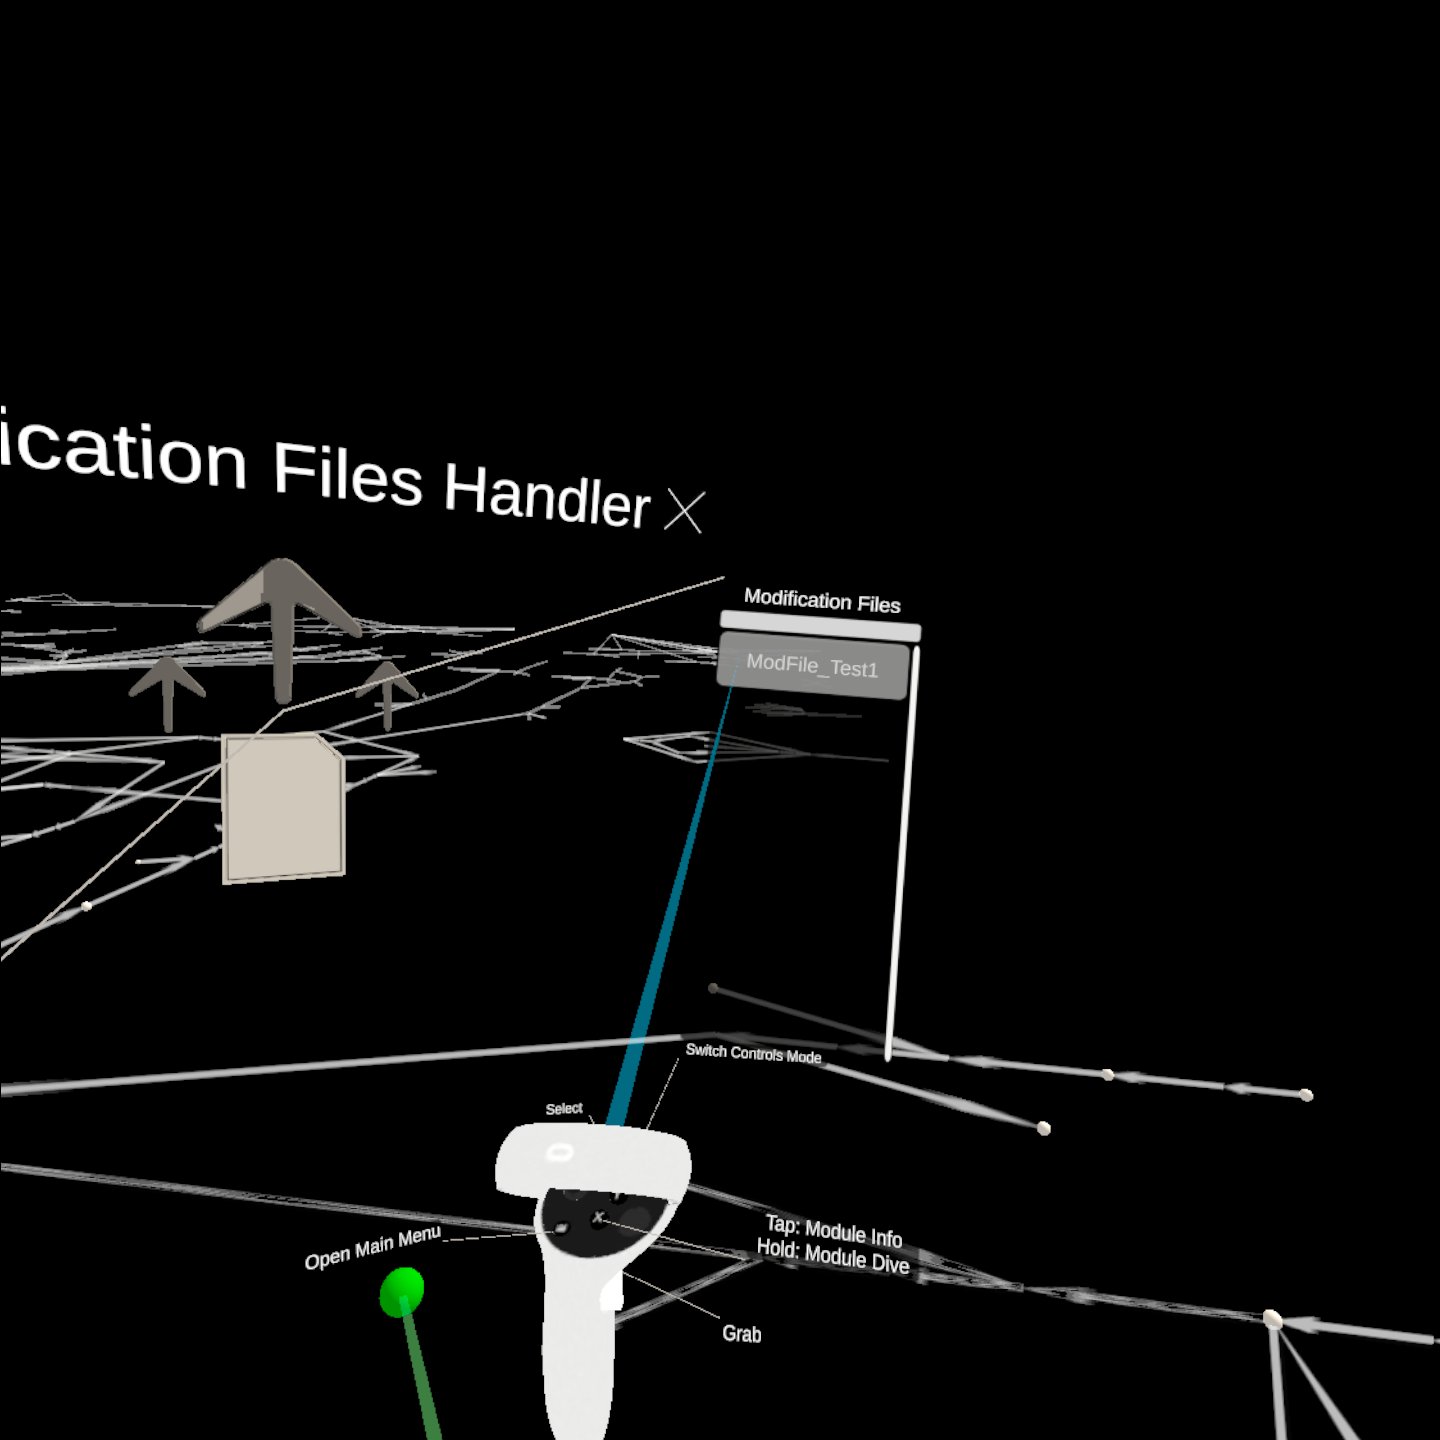 ication Files Handler
Modification Files
ModFile_Test1
Switch Controls Mode
Select
Tap: Module Info
Hold: Module Dive
Open Main Menu
X
Grab